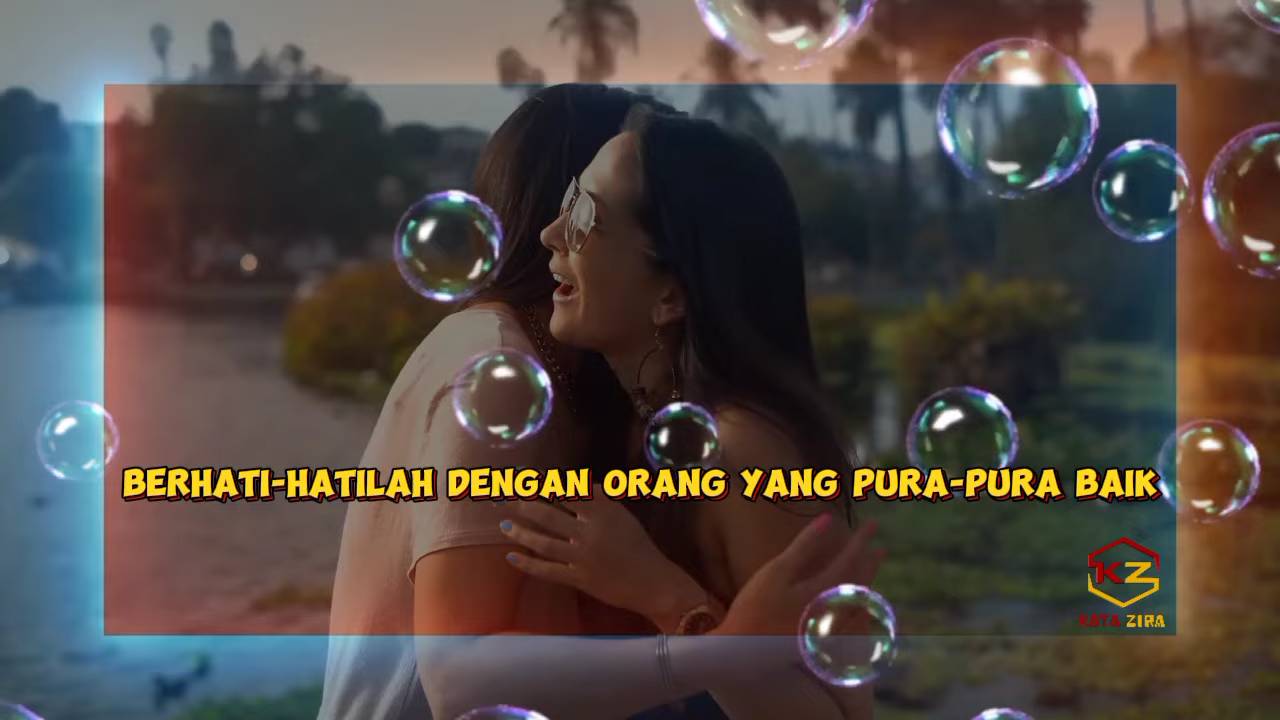 BERHATI-HATILAH DENGAN ORANG YANG PURA-PURA BAIK
KZ
KATA ZIRA